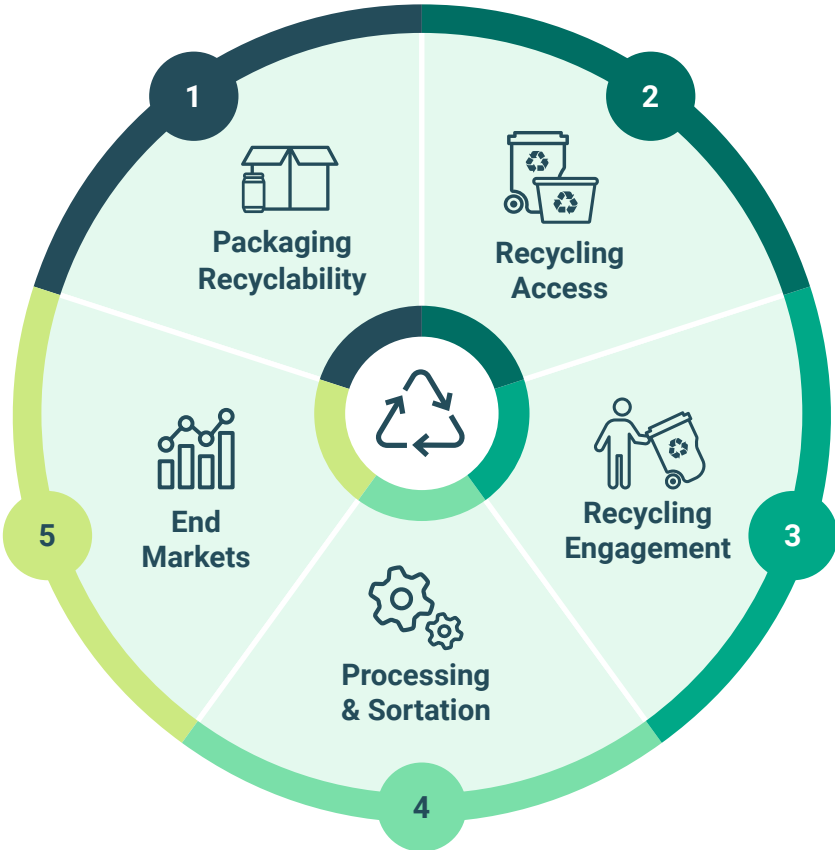 1
Packaging
Recyclability
2
Recycling
Access
3
Recycling
Engagement
4
Processing
& Sortation
5
End
Markets